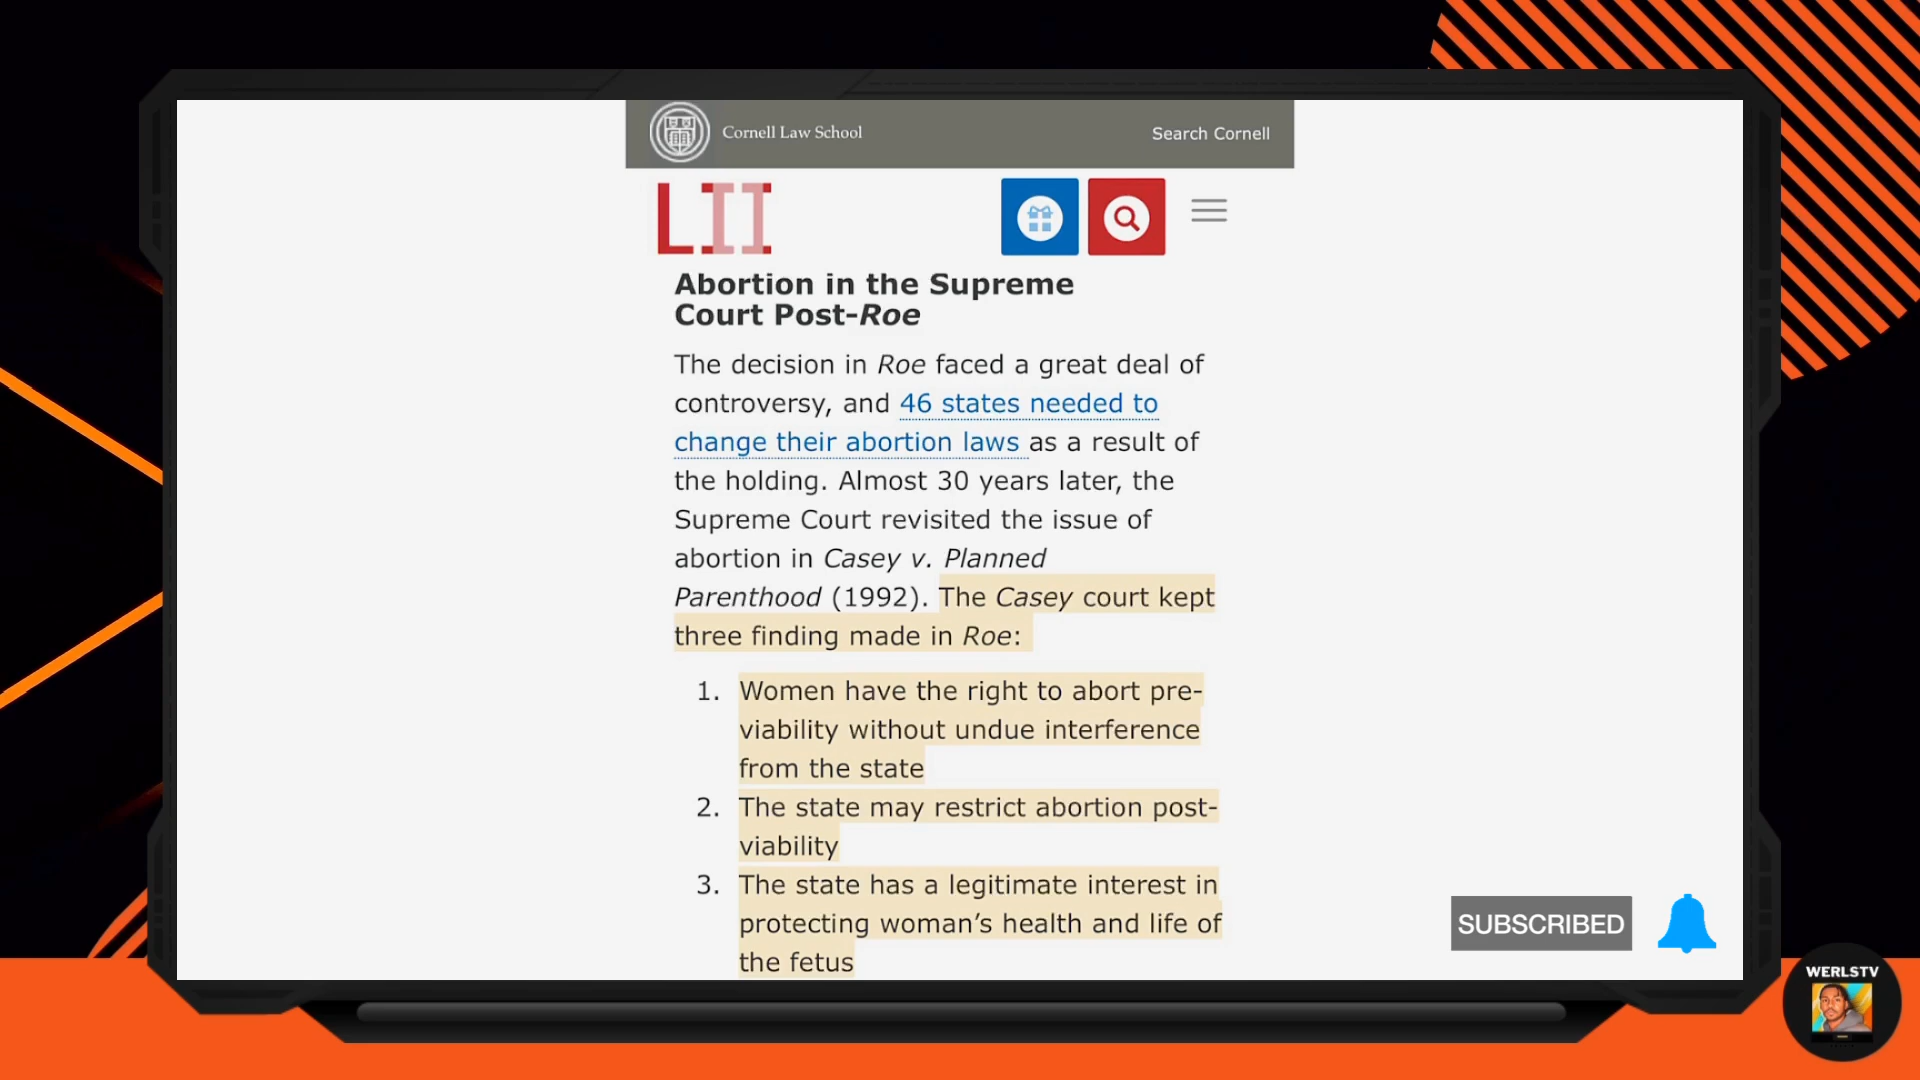 Cornell Law School
Search Cornell
LII
Abortion in the Supreme
Court Post-Roe
The decision in Roe faced a great deal of
controversy, and 46 states needed to
change their abortion laws as a result of
the holding. Almost 30 years later, the
Supreme Court revisited the issue of
abortion in Casey v. Planned
Parenthood (1992). The Casey court kept
three finding made in Roe:
1. Women have the right to abort pre-
viability without undue interference
from the state
2. The state may restrict abortion post-
viability
3. The state has a legitimate interest in
protecting woman’s health and life of
the fetus
SUBSCRIBED
WERLSTV